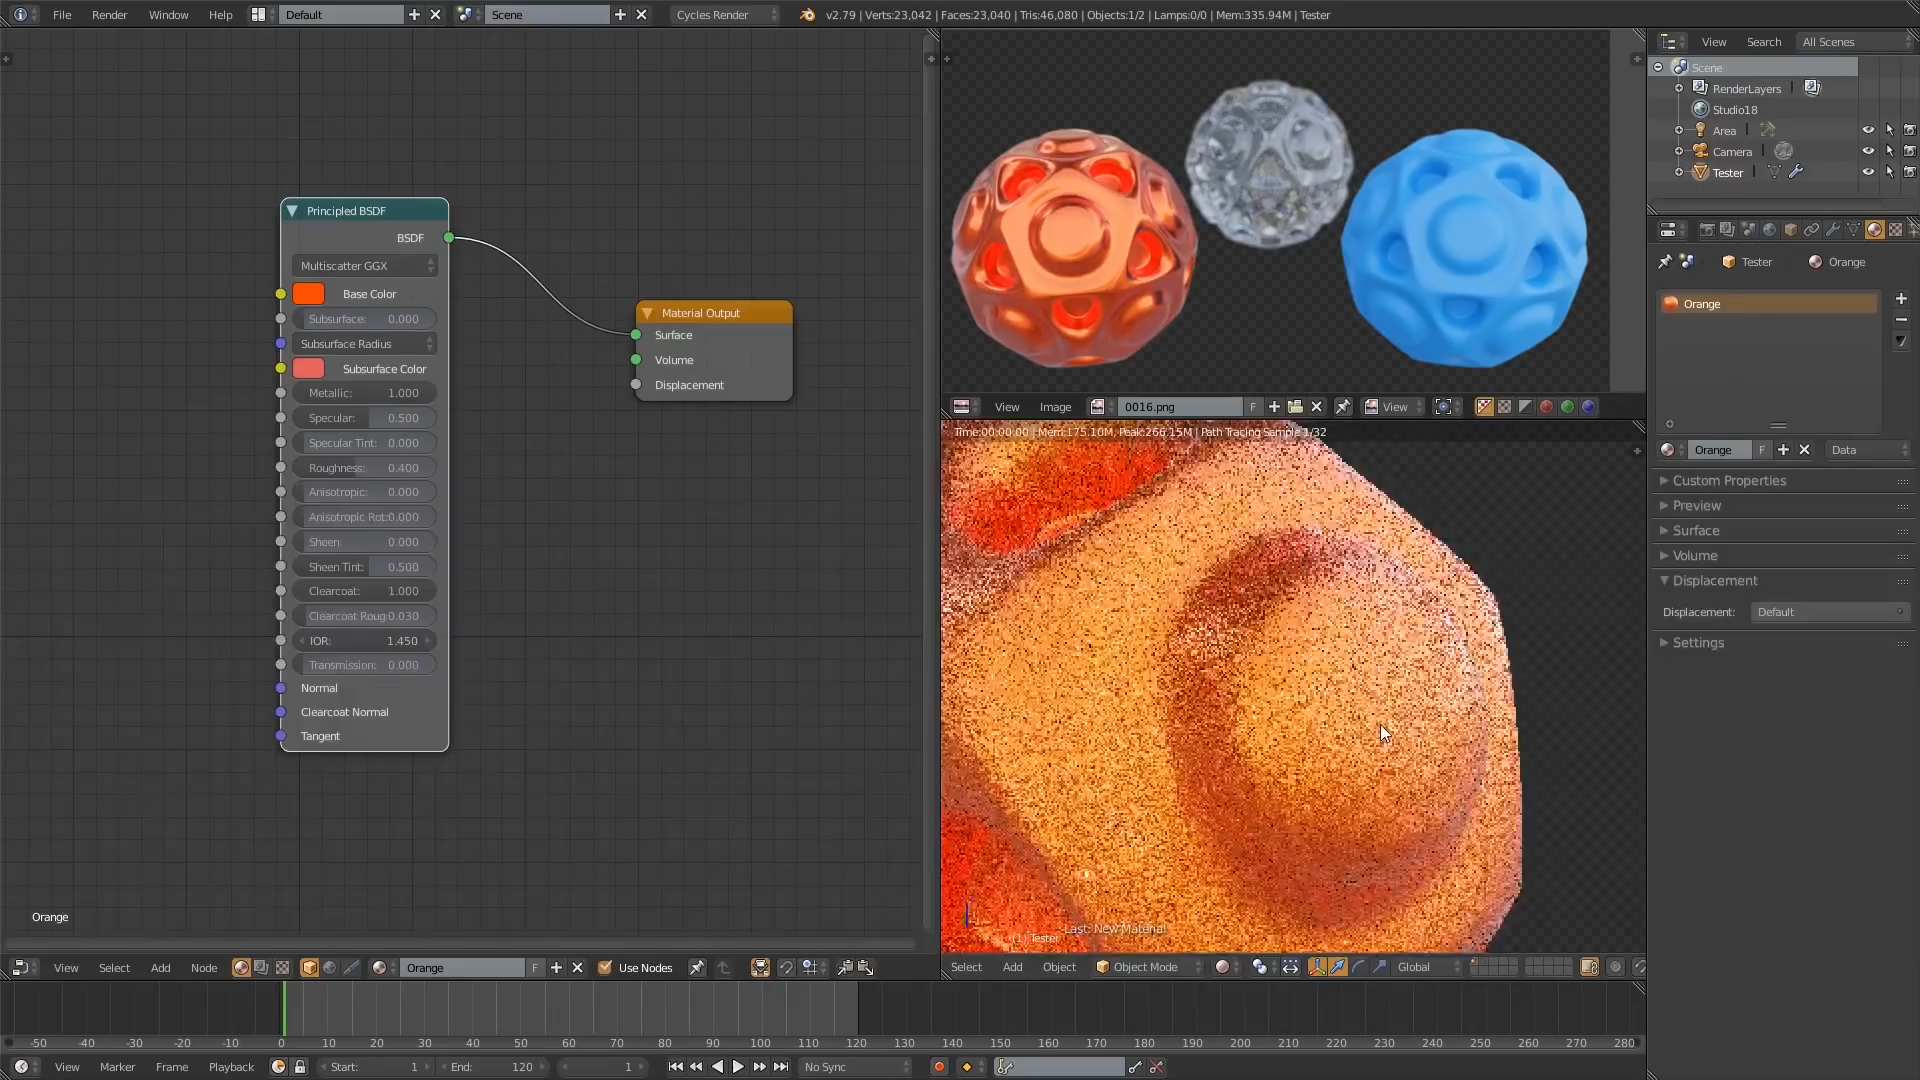 File Render Window Help Default Scene Cycles Render v2.79 | Verts:23,042 | Faces:23,040 | Tris:46,080 | Objects:1/2 | Lamps:0/0 | Mem:335.94M | Tester
Principled BSDF
BSDF
Multiscatter GGX
Base Color
Subsurface: 0.000
Subsurface Radius
Subsurface Color
Metallic: 1.000
Specular: 0.500
Specular Tint: 0.000
Roughness: 0.400
Anisotropic: 0.000
Anisotropic Rot:0.000
Sheen: 0.000
Sheen Tint: 0.500
Clearcoat: 1.000
Clearcoat Roug:0.030
IOR: 1.450
Transmission: 0.000
Normal
Clearcoat Normal
Tangent
Material Output
Surface
Volume
Displacement
Orange
View Select Add Node Orange F Use Nodes
View Image 0016.png F View
Time:00:00.00 | Mem:175.10M, Peak:266.15M | Path Tracing Sample 1/32
Last: New Material
(1) Tester
Select Add Object Object Mode Global
View Search All Scenes
Scene
RenderLayers
Studio18
Area
Camera
Tester
Tester Orange
Orange
Orange F Data
Custom Properties
Preview
Surface
Volume
Displacement
Displacement: Default
Settings
-50 -40 -30 -20 -10 0 10 20 30 40 50 60 70 80 90 100 110 120 130 140 150 160 170 180 190 200 210 220 230 240 250 260 270 280
View Marker Frame Playback Start: 1 End: 120 1 No Sync